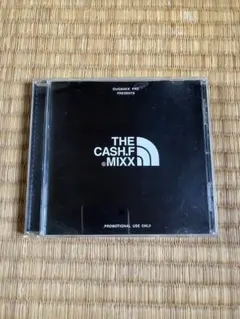 PRESENTS
THE
CASH.F
MIXX
PROMOTIONAL USE ONLY